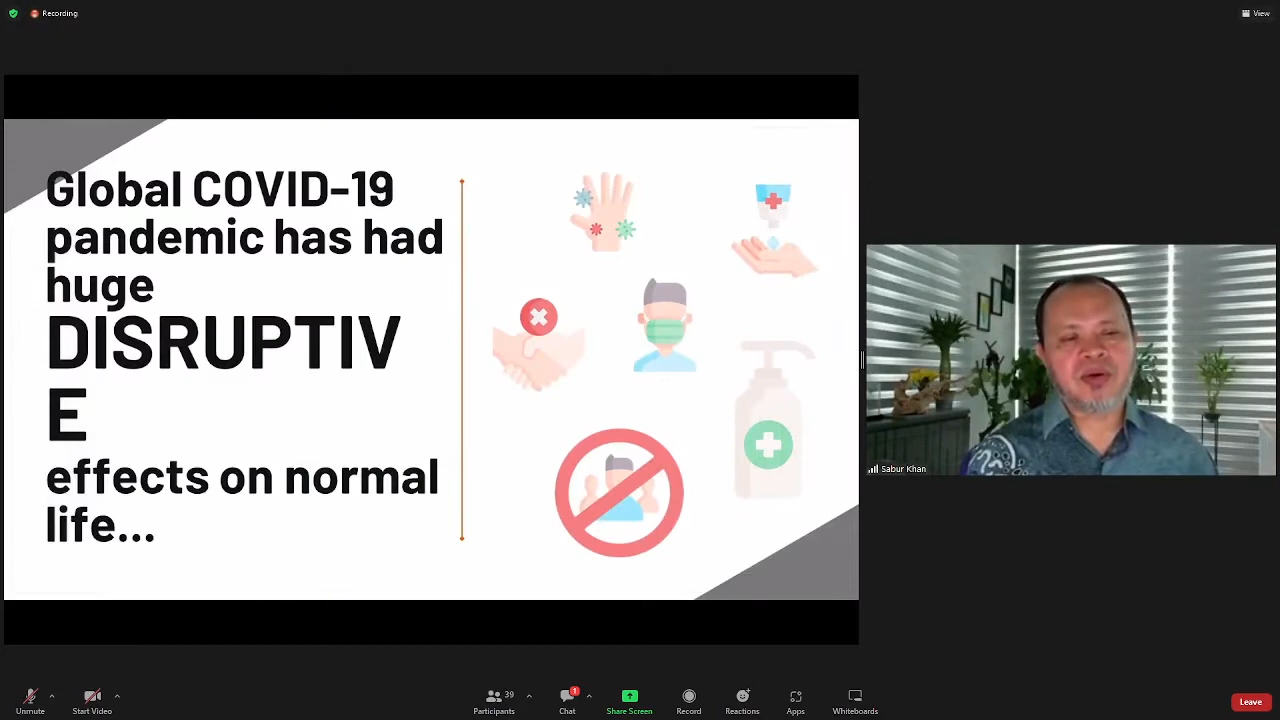 Recording
View
Global COVID-19
pandemic has had
huge
DISRUPTIV
E
effects on normal
life...
Sabur Khan
Unmute
Start Video
39
Participants
1
Chat
Share Screen
Record
Reactions
Apps
Whiteboards
Leave